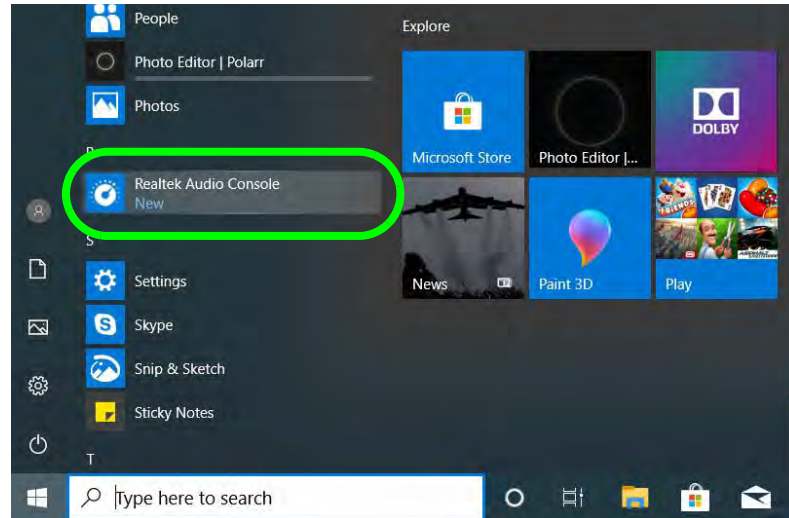 People
Photo Editor | Polarr
Photos
Realtek Audio Console
New
S
Settings
Skype
Snip & Sketch
Sticky Notes
T
Type here to search
Explore
Microsoft Store
Photo Editor |...
DOLBY
News
Paint 3D
Play